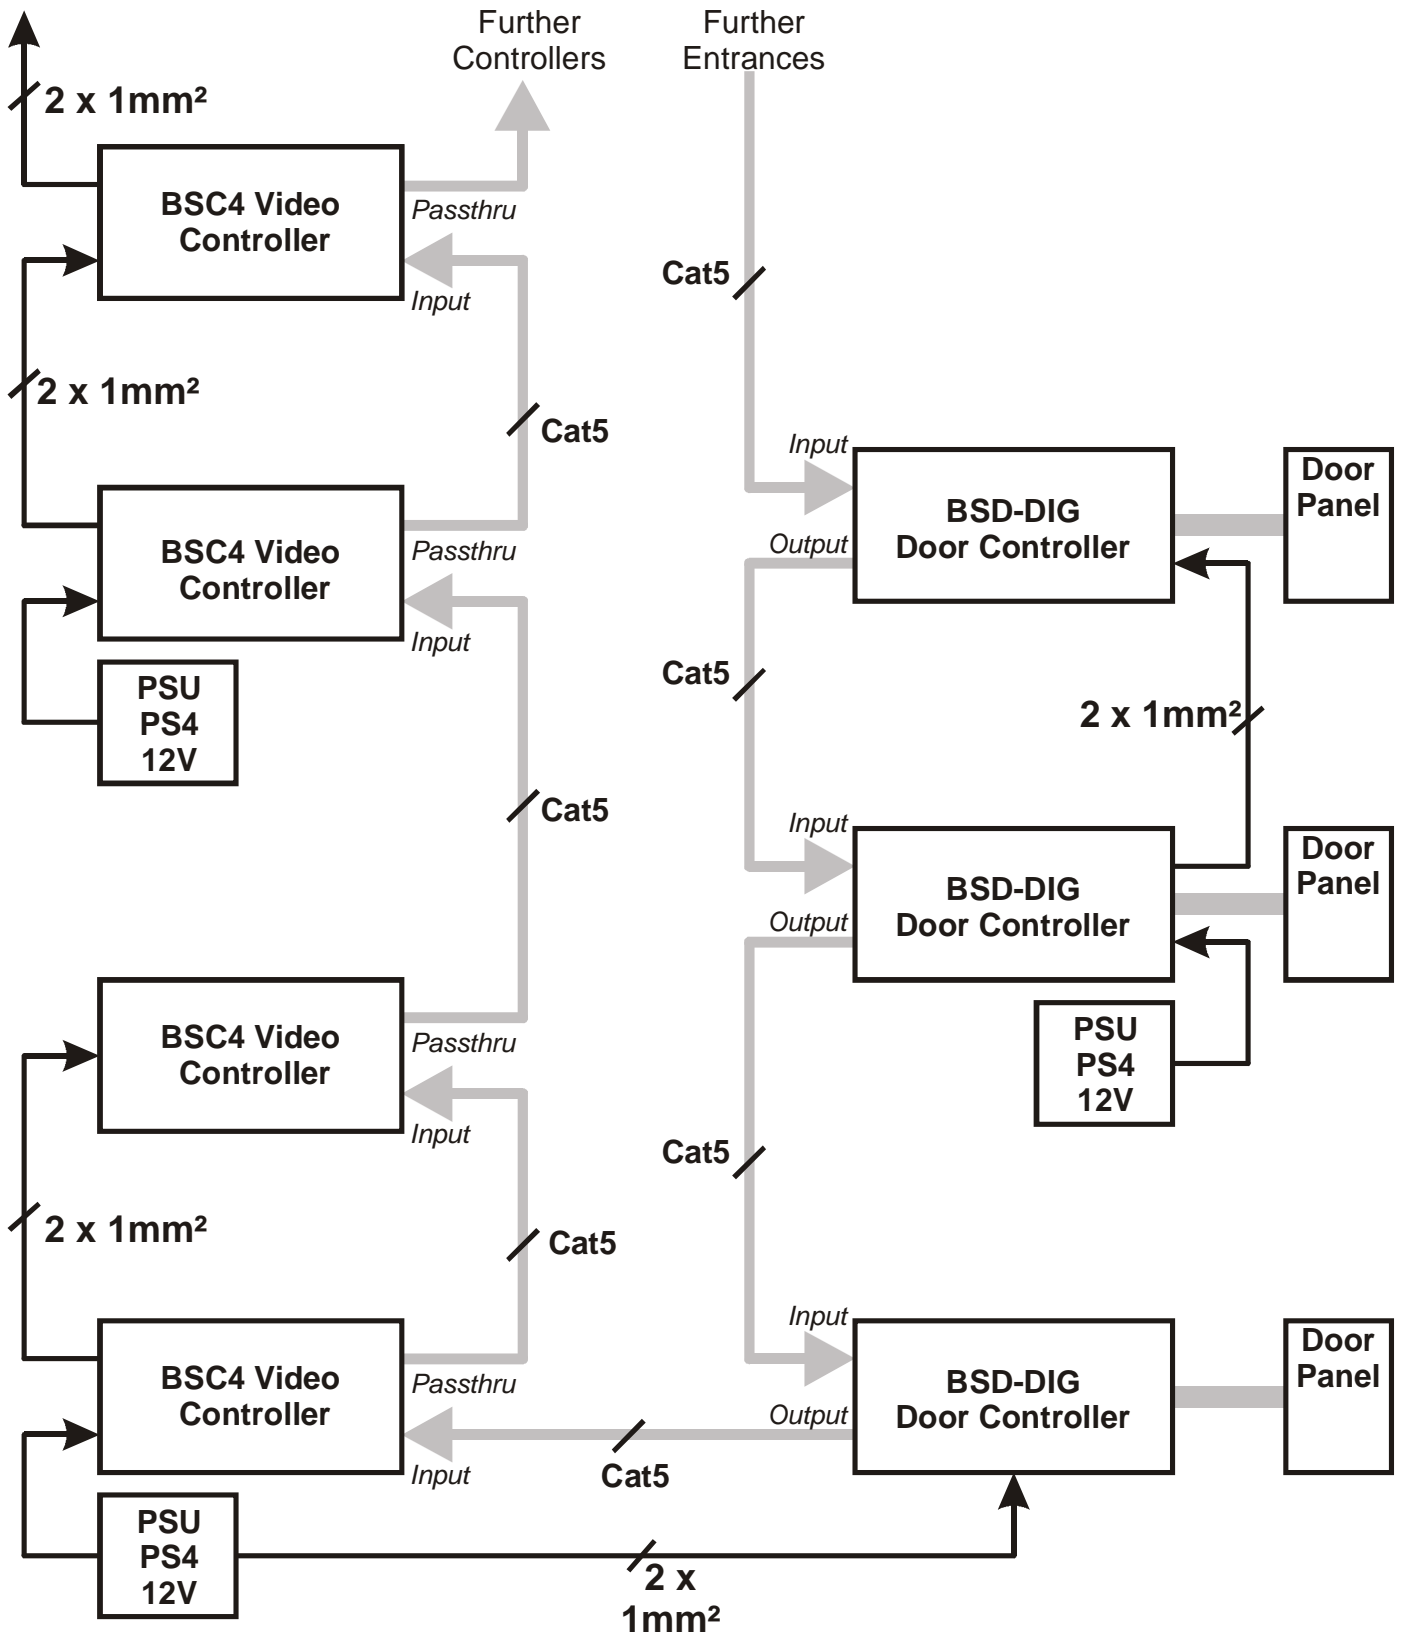 Further
Controllers
Further
Entrances
2 x 1mm²
BSC4 Video
Controller
Passthru
Input
Cat5
2 x 1mm²
Cat5
Input
Door
Panel
BSD-DIG
Door Controller
Output
BSC4 Video
Controller
Passthru
Input
Cat5
PSU
PS4
12V
2 x 1mm²
Cat5
Input
Door
Panel
BSD-DIG
Door Controller
Output
BSC4 Video
Controller
Passthru
Input
PSU
PS4
12V
Cat5
2 x 1mm²
Cat5
Input
Door
Panel
BSC4 Video
Controller
Passthru
BSD-DIG
Door Controller
Output
Input
Cat5
PSU
PS4
12V
2 x
1mm²